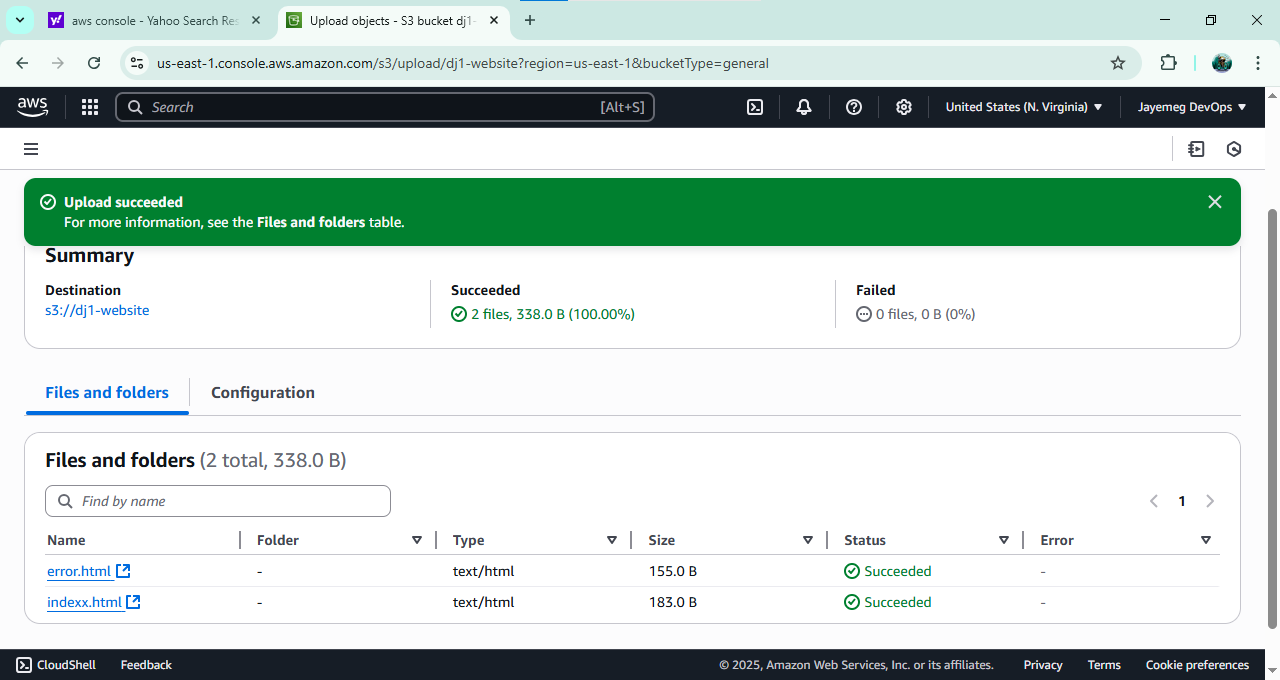 aws console - Yahoo Search Res
Upload objects - S3 bucket dj1-
us-east-1.console.aws.amazon.com/s3/upload/dj1-website?region=us-east-1&bucketType=general
aws
Search
[Alt+S]
United States (N. Virginia)
Jayemeg DevOps
Upload succeeded
For more information, see the Files and folders table.
Summary
Destination
s3://dj1-website
Succeeded
2 files, 338.0 B (100.00%)
Failed
0 files, 0 B (0%)
Files and folders
Configuration
Files and folders (2 total, 338.0 B)
Find by name
1
Name Folder Type Size Status Error
error.html - text/html 155.0 B Succeeded -
indexx.html - text/html 183.0 B Succeeded -
CloudShell Feedback © 2025, Amazon Web Services, Inc. or its affiliates. Privacy Terms Cookie preferences